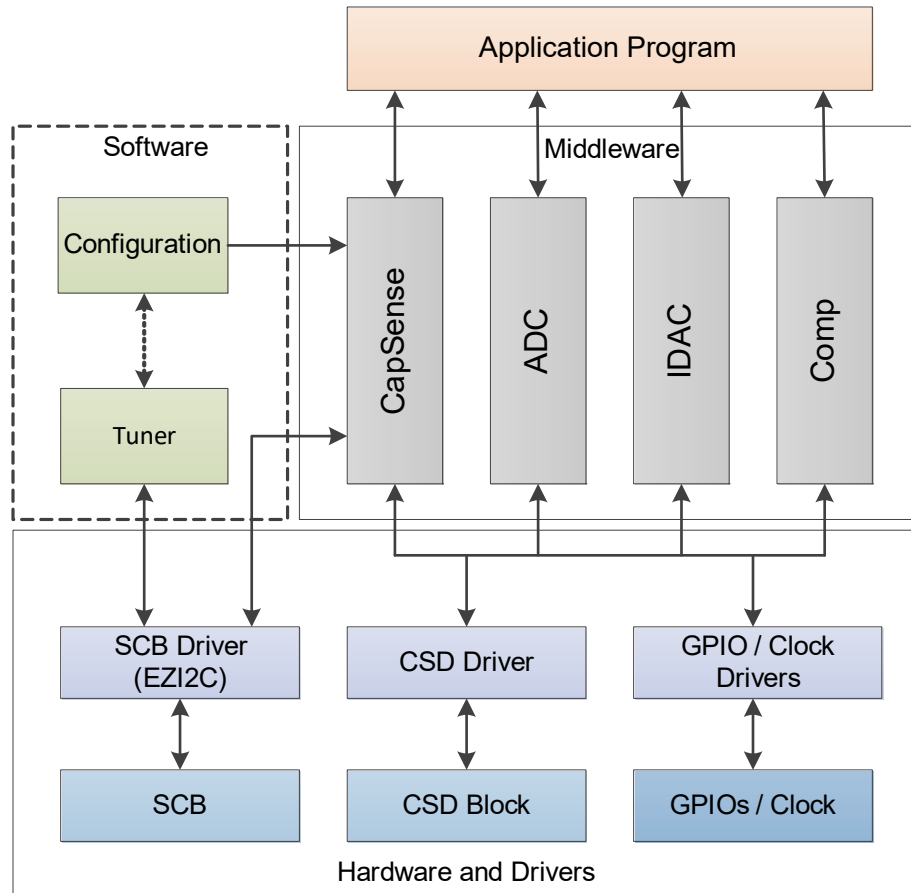 Application Program
Software
Middleware
Configuration
Tuner
CapSense
ADC
IDAC
Comp
SCB Driver
(EZI2C)
CSD Driver
GPIO / Clock
Drivers
SCB
CSD Block
GPIOs / Clock
Hardware and Drivers